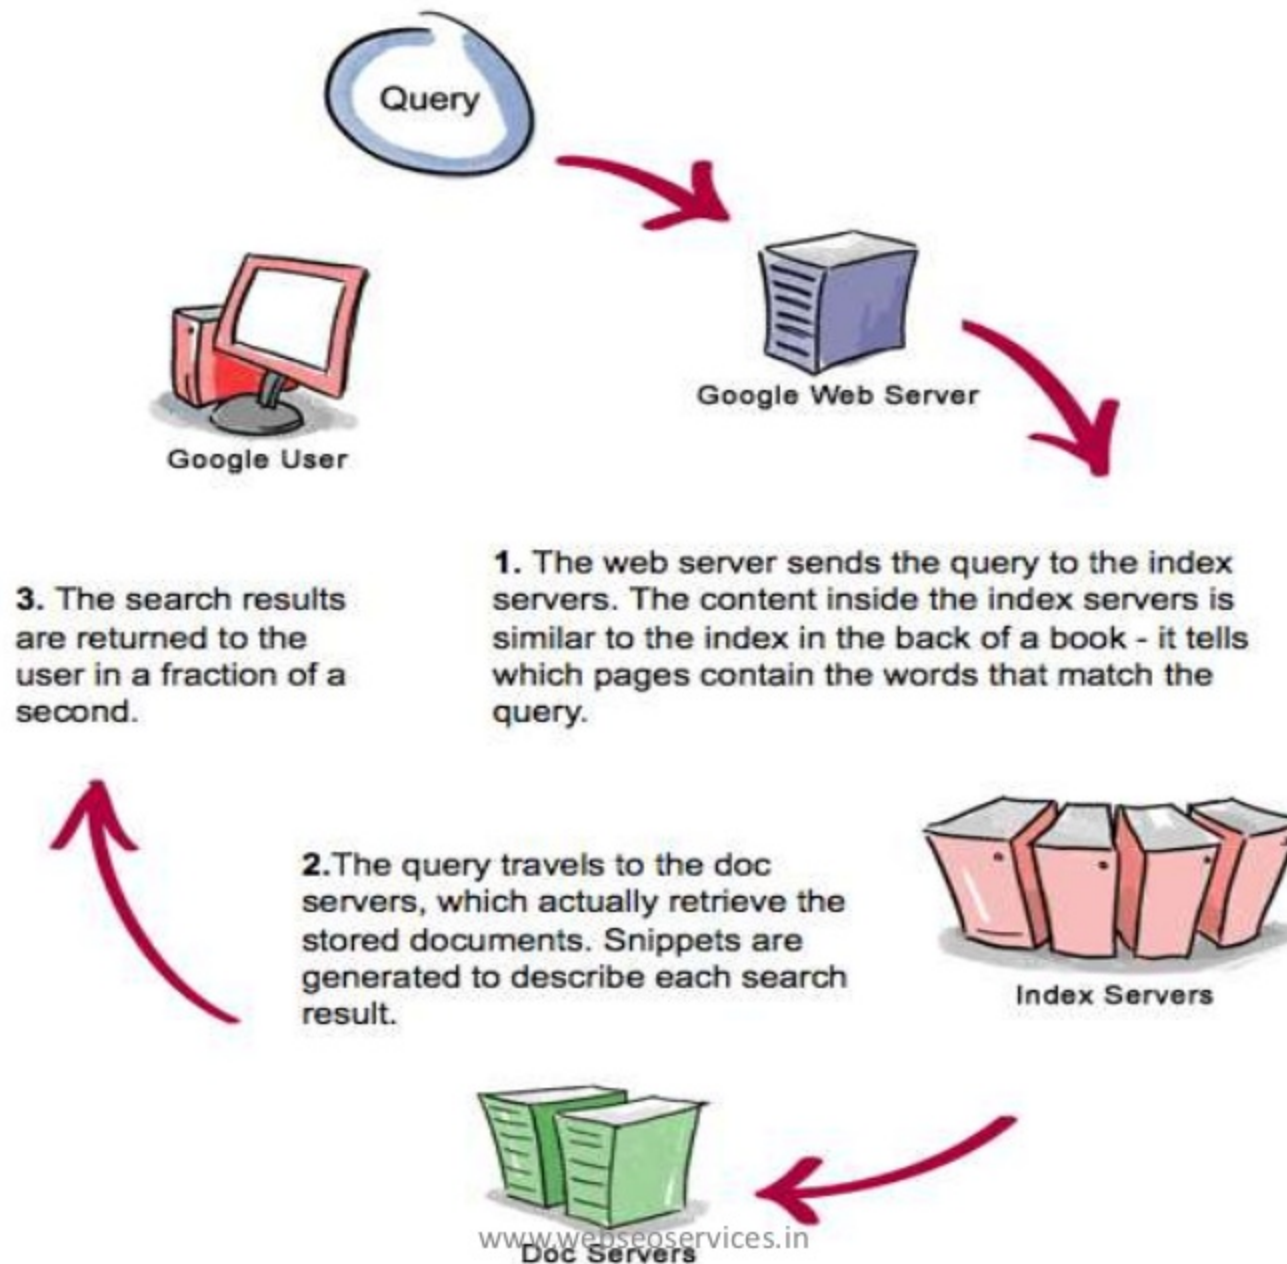 Query
Google Web Server
Google User
1. The web server sends the query to the index
servers. The content inside the index servers is
similar to the index in the back of a book - it tells
which pages contain the words that match the
query.
3. The search results
are returned to the
user in a fraction of a
second.
2.The query travels to the doc
servers, which actually retrieve the
stored documents. Snippets are
generated to describe each search
result.
Index Servers
www.webseoservices.in
Doc Servers